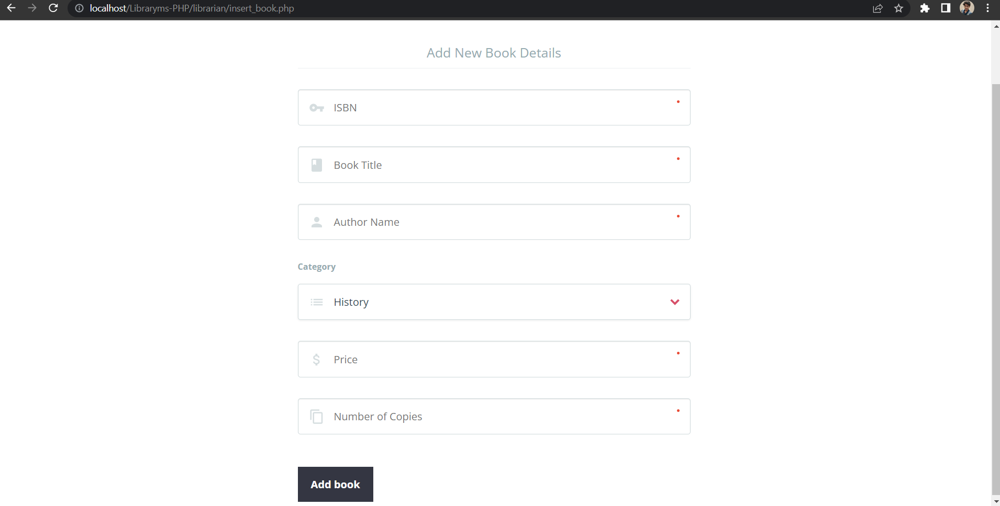 localhost/Libraryms-PHP/librarian/insert_book.php
Add New Book Details
ISBN
Book Title
Author Name
Category
History
$ Price
Number of Copies
Add book